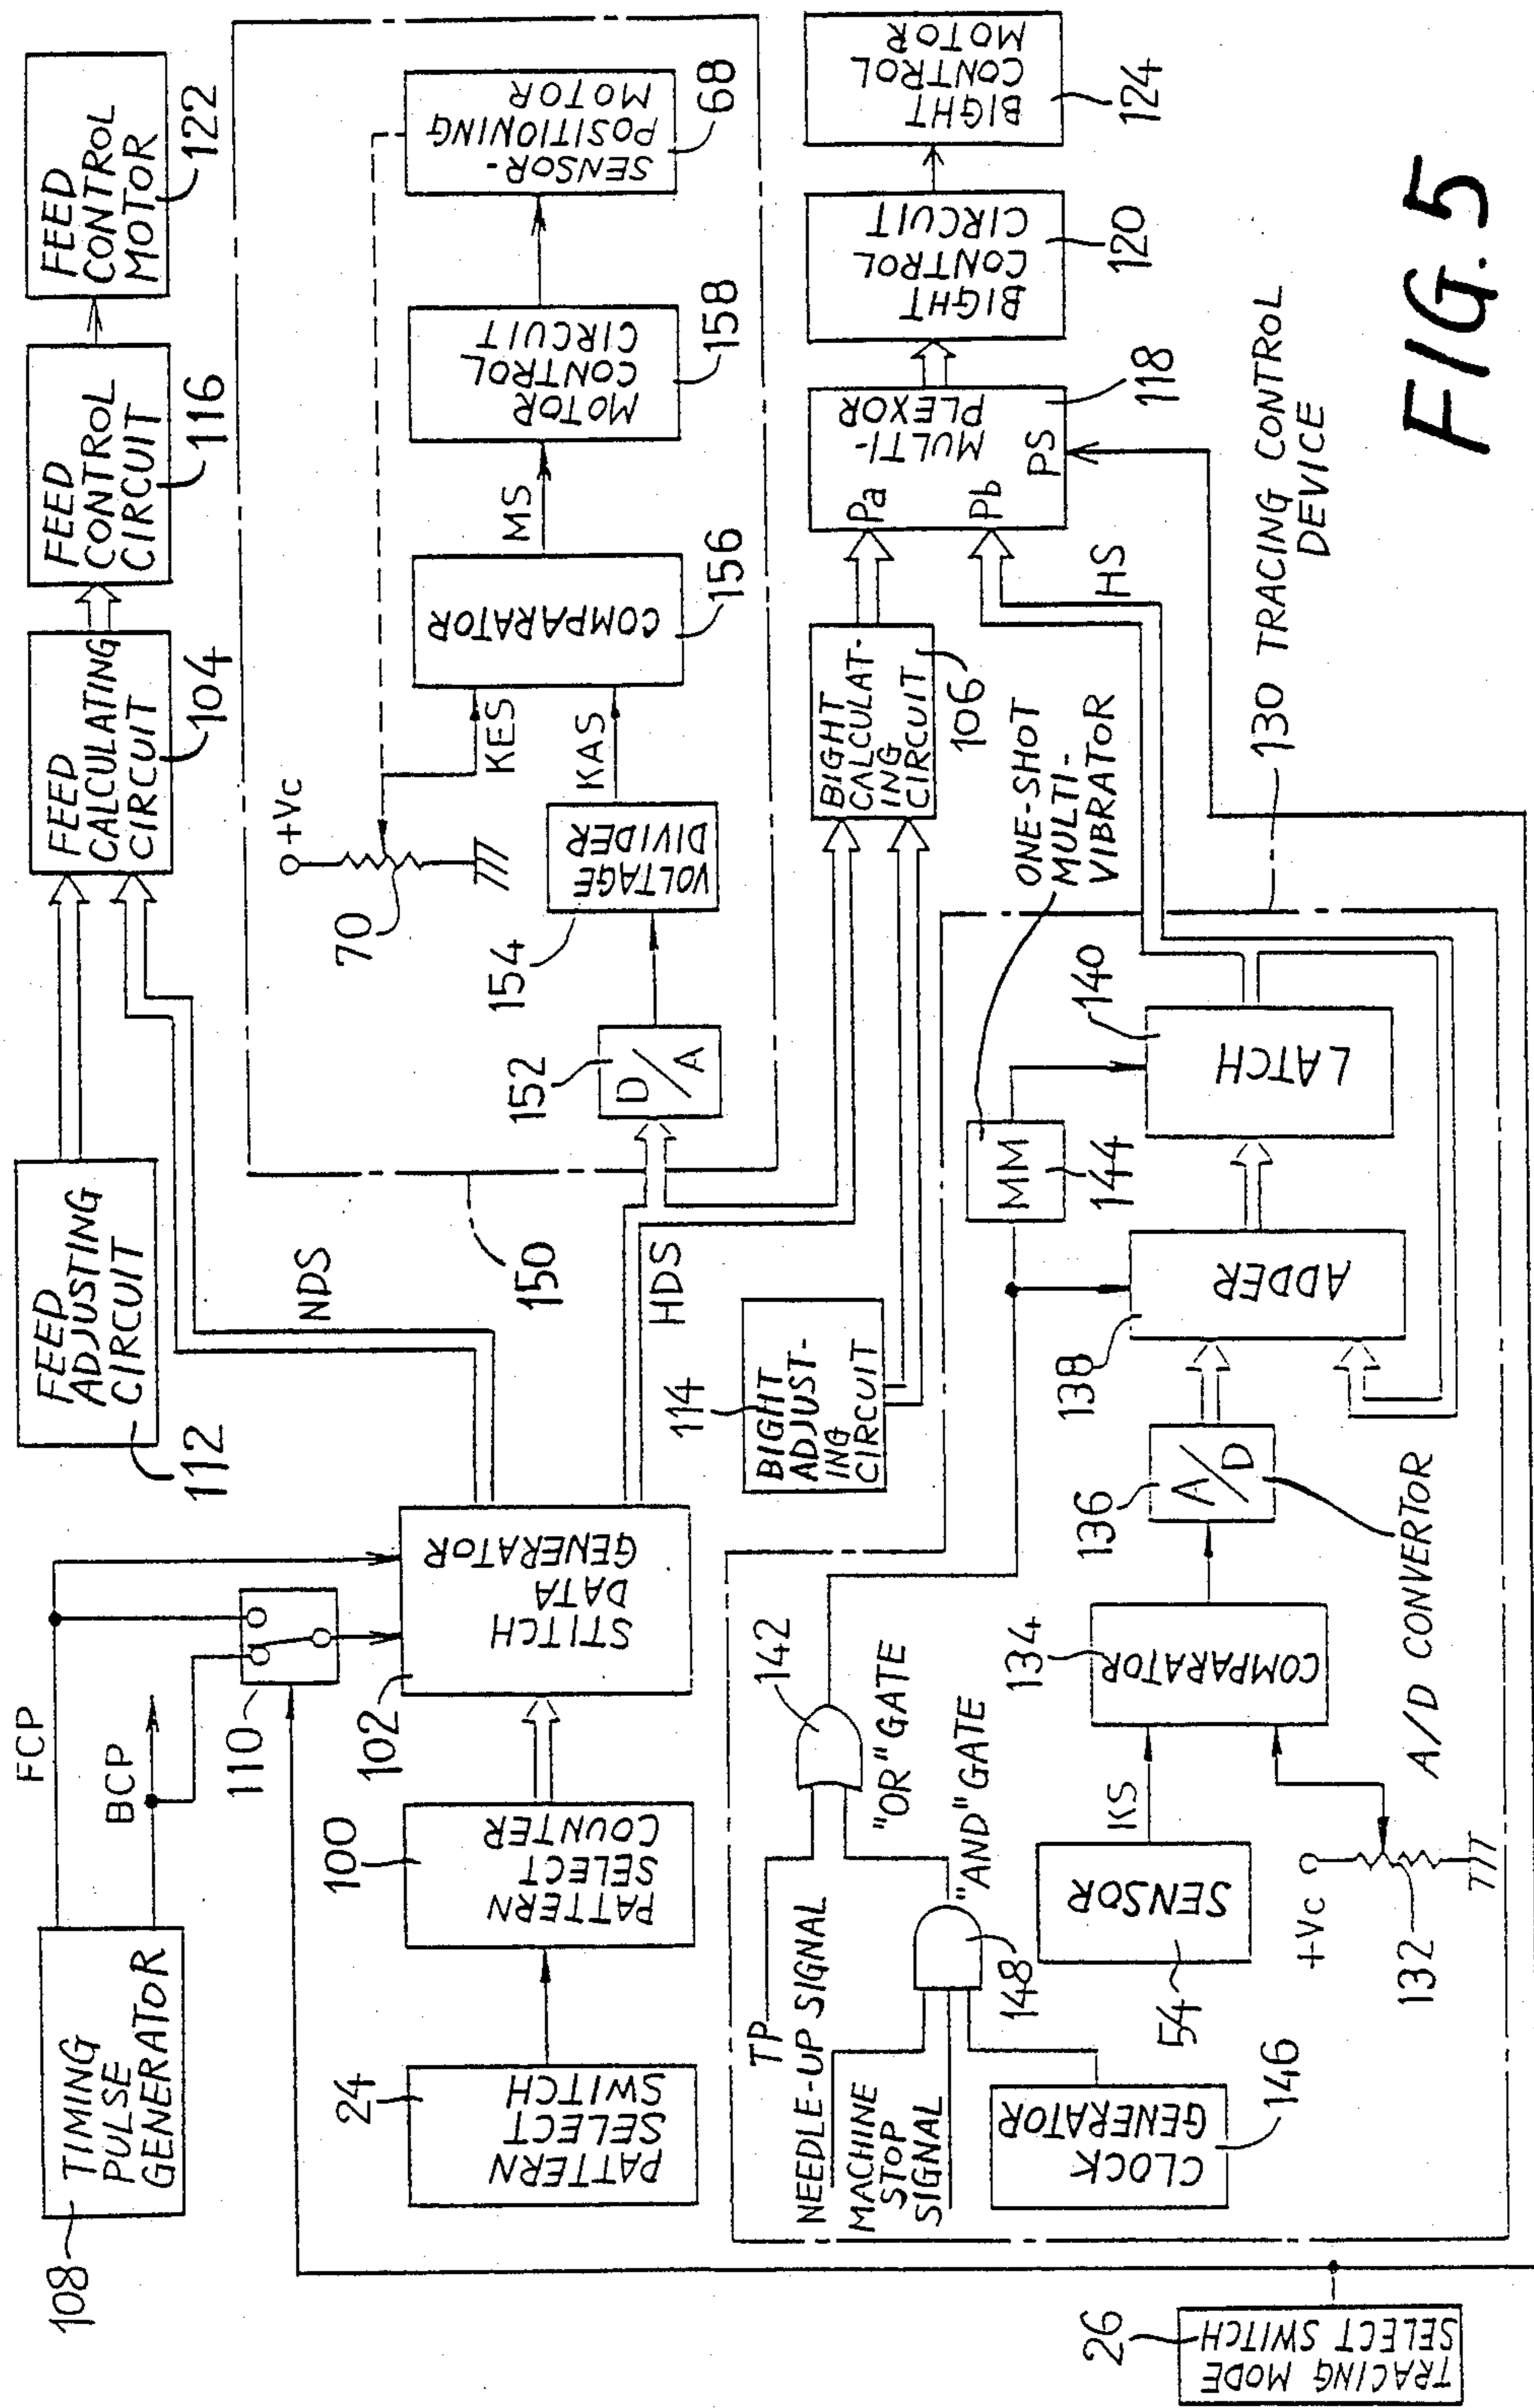 108
TIMING
PULSE
GENERATOR
FCP
BCP
110
112
FEED
ADJUSTING
CIRCUIT
NDS
FEED
CALCULATING
CIRCUIT
104
FEED
CONTROL
CIRCUIT
116
FEED
CONTROL
MOTOR
122
24
PATTERN
SELECT
SWITCH
100
PATTERN
SELECT
COUNTER
102
STITCH
DATA
GENERATOR
HDS
150
152
D/A
154
VOLTAGE
DIVIDER
+Vc
70
KES
KAS
COMPARATOR
156
MS
MOTOR
CONTROL
CIRCUIT
158
SENSOR-
POSITIONING
MOTOR
68
114
BIGHT
ADJUST-
ING
CIRCUIT
BIGHT
CALCULAT-
ING
CIRCUIT
106
Pa
Pb
PS
MULTI-
PLEXOR
118
HS
BIGHT
CONTROL
CIRCUIT
120
BIGHT
CONTROL
MOTOR
124
TP
NEEDLE-UP SIGNAL
MACHINE
STOP
SIGNAL
142
"OR" GATE
"AND" GATE
148
CLOCK
GENERATOR
146
54
SENSOR
KS
+Vc
132
134
COMPARATOR
136
A/D
A/D CONVERTOR
138
ADDER
MM
144
ONE-SHOT
MULTI-
VIBRATOR
140
LATCH
130 TRACING CONTROL
DEVICE
26
TRACING MODE
SELECT SWITCH
FIG. 5